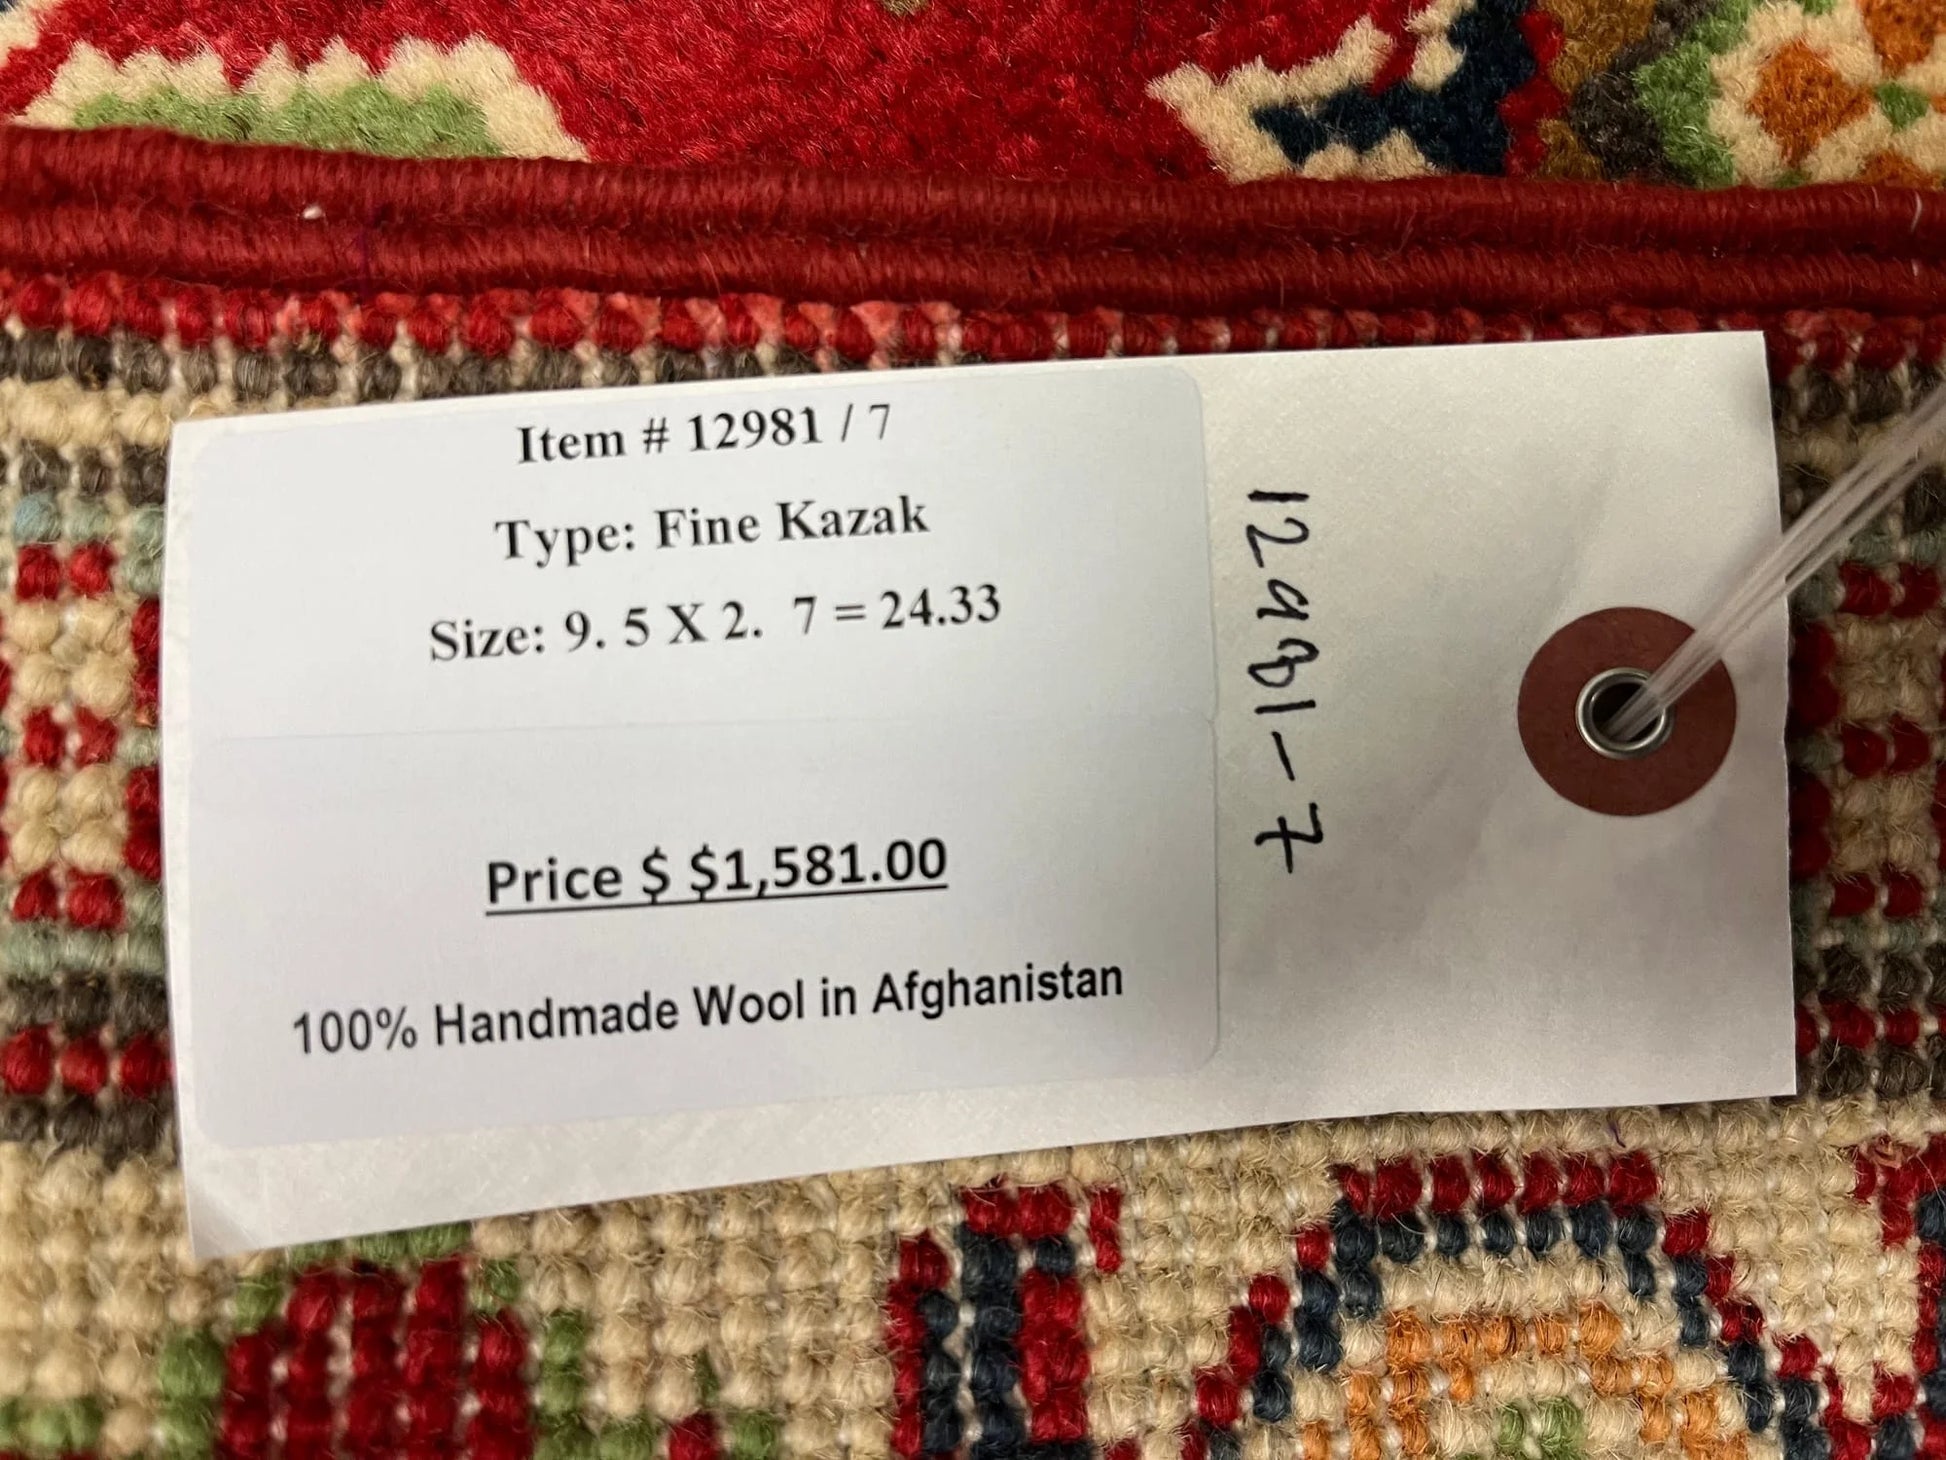 Item # 12981 / 7
Type: Fine Kazak
Size: 9. 5 X 2. 7 = 24.33
Price $ $1,581.00
100% Handmade Wool in Afghanistan
12981-7